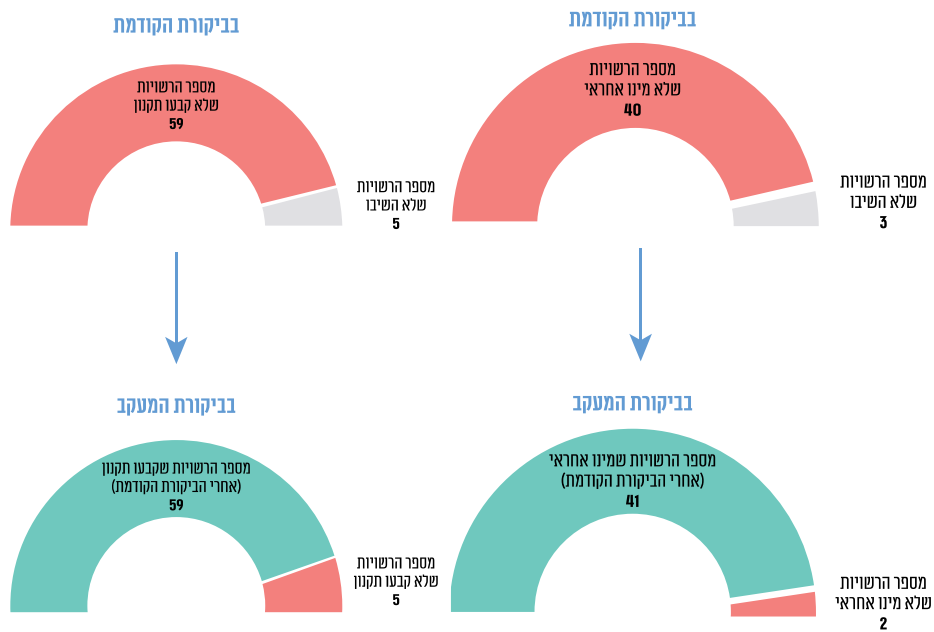 בביקורת הקודמת
מספר הרשויות
שלא מינו אחראי
40
מספר הרשויות
שלא השיבו
3
בביקורת המעקב
מספר הרשויות שמינו אחראי
(אחרי הביקורת הקודמת)
41
מספר הרשויות
שלא מינו אחראי
2
בביקורת הקודמת
מספר הרשויות
שלא קבעו תקנון
59
מספר הרשויות
שלא השיבו
5
בביקורת המעקב
מספר הרשויות שקבעו תקנון
(אחרי הביקורת הקודמת)
59
מספר הרשויות
שלא קבעו תקנון
5